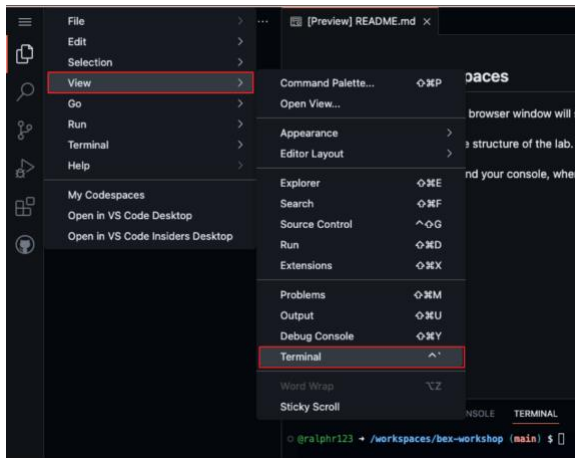 [Preview] README.md
File
Edit
Selection
View
Go
Run
Terminal
Help
My Codespaces
Open in VS Code Desktop
Open in VS Code Insiders Desktop
Command Palette... ⇧⌘P
Open View...
Appearance
Editor Layout
Explorer ⇧⌘E
Search ⇧⌘F
Source Control ^⇧G
Run ⇧⌘D
Extensions ⇧⌘X
Problems ⇧⌘M
Output ⇧⌘U
Debug Console ⇧⌘Y
Terminal ^`
Word Wrap ⌥Z
Sticky Scroll
paces
browser window will
e structure of the lab.
nd your console, whe
NSOLE TERMINAL
@ralphr123 → /workspaces/bex-workshop (main) $